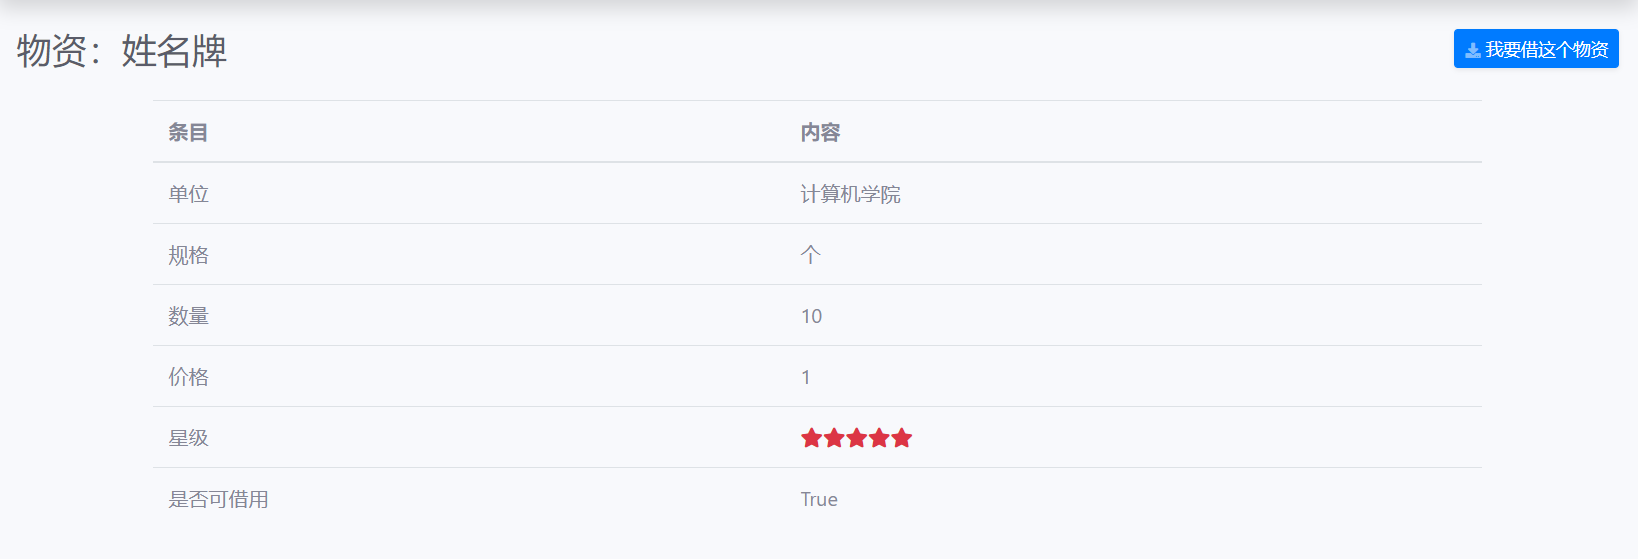 物资：姓名牌
我要借这个物资
条目 内容
单位 计算机学院
规格 个
数量 10
价格 1
星级
是否可借用 True